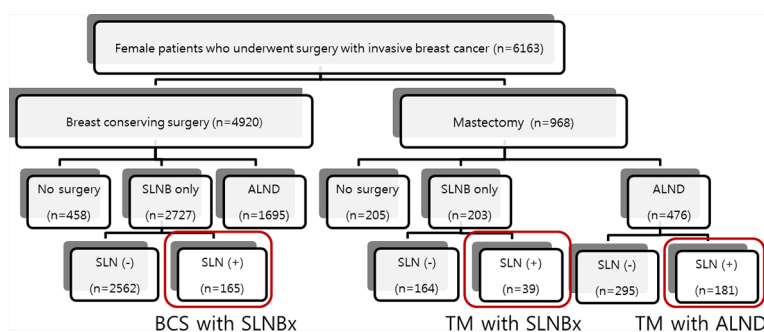 Female patients who underwent surgery with invasive breast cancer (n=6163)
Breast conserving surgery (n=4920)
Mastectomy (n=968)
No surgery
(n=458)
SLNB only
(n=2727)
ALND
(n=1695)
No surgery
(n=205)
SLNB only
(n=203)
ALND
(n=476)
SLN (-)
(n=2562)
SLN (+)
(n=165)
SLN (-)
(n=164)
SLN (+)
(n=39)
SLN (-)
(n=295)
SLN (+)
(n=181)
BCS with SLNBx
TM with SLNBx
TM with ALND